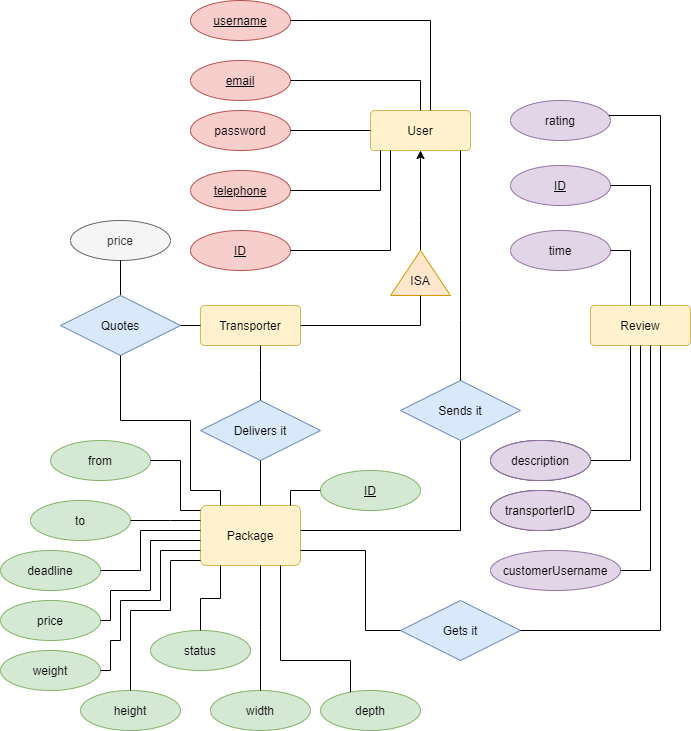 username
email
password
User
rating
telephone
ID
price
ID
time
ISA
Quotes
Transporter
Review
Sends it
Delivers it
from
description
ID
to
transporterID
Package
deadline
customerUsername
price
Gets it
status
weight
height
width
depth